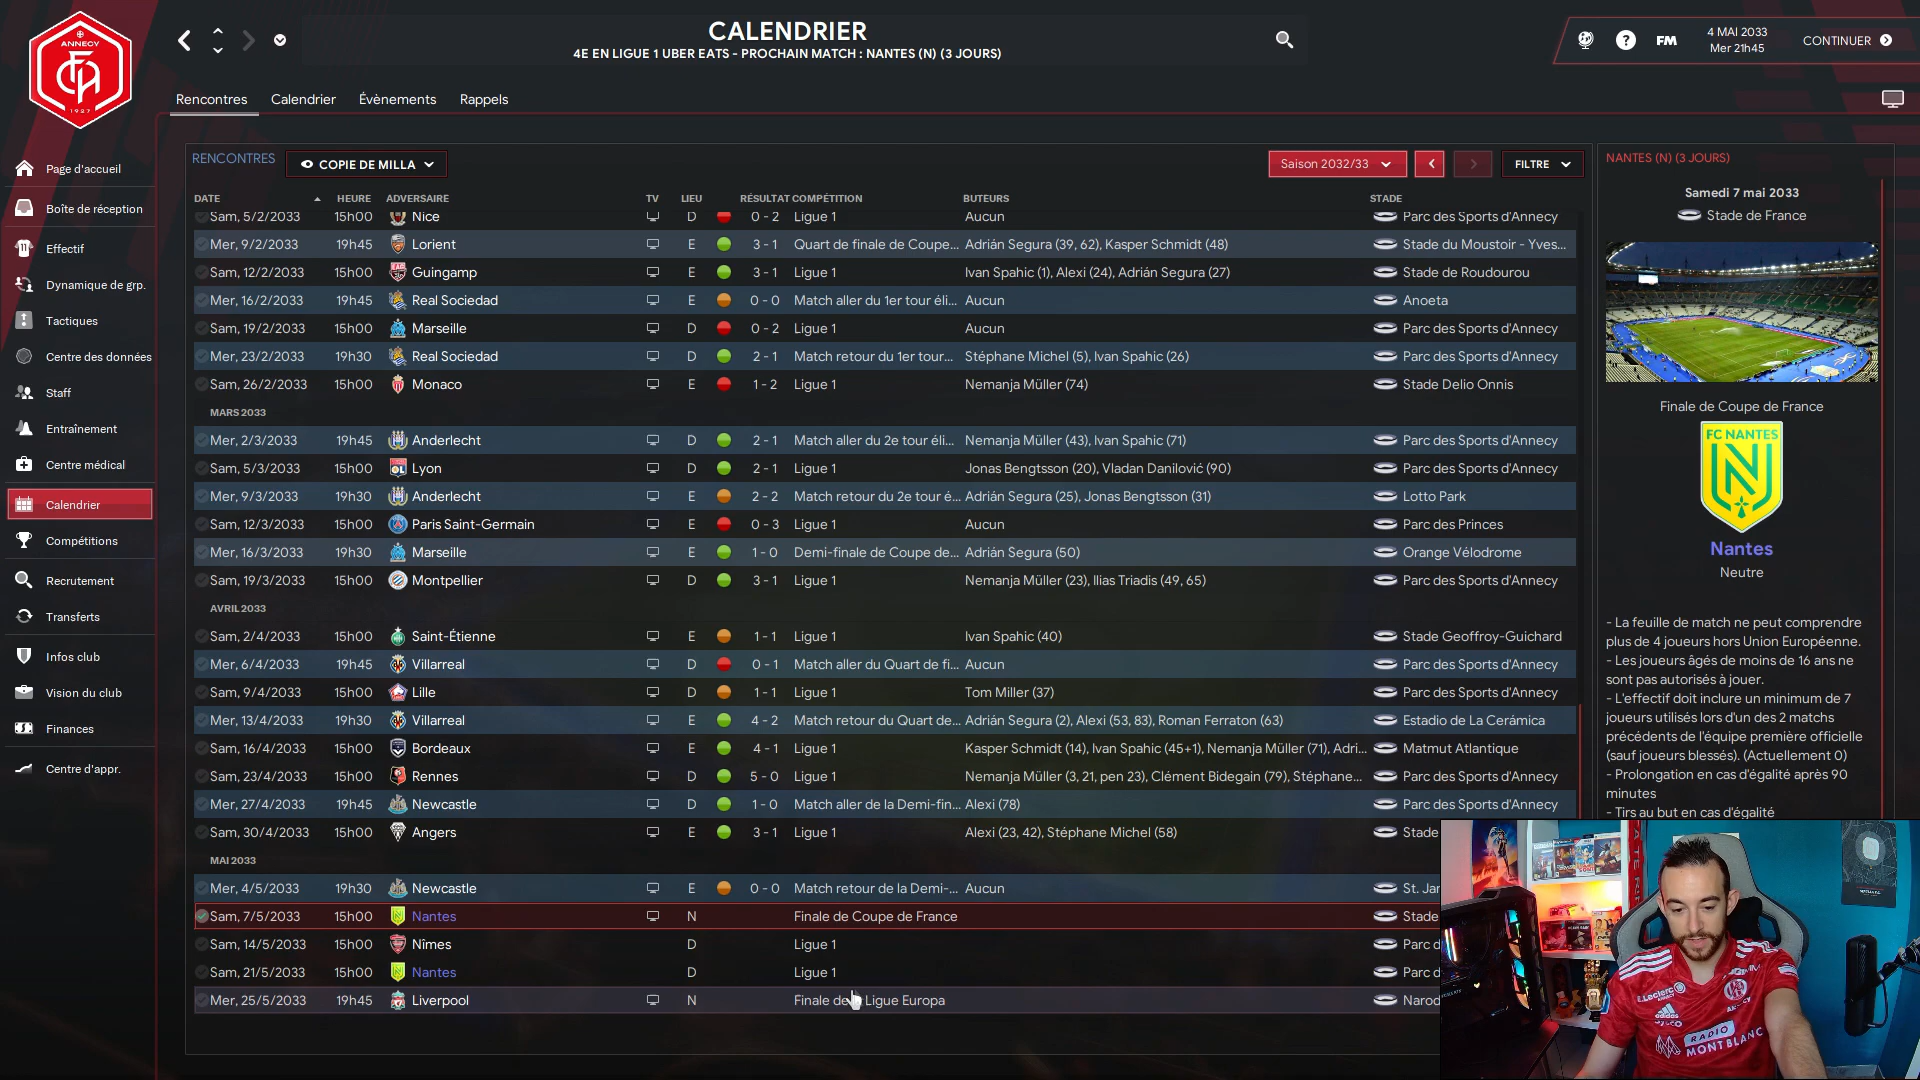 ANNECY
1927
CALENDRIER
4E EN LIGUE 1 UBER EATS - PROCHAIN MATCH : NANTES (N) (3 JOURS)
FM
4 MAI 2033
Mer 21h45
CONTINUER
Rencontres Calendrier Évènements Rappels
Page d'accueil
Boîte de réception
Effectif
Dynamique de grp.
Tactiques
Centre des données
Staff
Entraînement
Centre médical
Calendrier
Compétitions
Recrutement
Transferts
Infos club
Vision du club
Finances
Centre d'appr.
RENCONTRES COPIE DE MILLA Saison 2032/33 FILTRE
DATE HEURE ADVERSAIRE TV LIEU RÉSULTAT COMPÉTITION BUTEURS STADE
Sam, 5/2/2033 15h00 Nice D 0 - 2 Ligue 1 Aucun Parc des Sports d'Annecy
Mer, 9/2/2033 19h45 Lorient E 3 - 1 Quart de finale de Coupe... Adrián Segura (39, 62), Kasper Schmidt (48) Stade du Moustoir - Yves...
Sam, 12/2/2033 15h00 Guingamp E 3 - 1 Ligue 1 Ivan Spahic (1), Alexi (24), Adrián Segura (27) Stade de Roudourou
Mer, 16/2/2033 19h45 Real Sociedad E 0 - 0 Match aller du 1er tour éli... Aucun Anoeta
Sam, 19/2/2033 15h00 Marseille D 0 - 2 Ligue 1 Aucun Parc des Sports d'Annecy
Mer, 23/2/2033 19h30 Real Sociedad D 2 - 1 Match retour du 1er tour... Stéphane Michel (5), Ivan Spahic (26) Parc des Sports d'Annecy
Sam, 26/2/2033 15h00 Monaco E 1 - 2 Ligue 1 Nemanja Müller (74) Stade Delio Onnis
MARS 2033
Mer, 2/3/2033 19h45 Anderlecht D 2 - 1 Match aller du 2e tour éli... Nemanja Müller (43), Ivan Spahic (71) Parc des Sports d'Annecy
Sam, 5/3/2033 15h00 Lyon D 2 - 1 Ligue 1 Jonas Bengtsson (20), Vladan Danilović (90) Parc des Sports d'Annecy
Mer, 9/3/2033 19h30 Anderlecht E 2 - 2 Match retour du 2e tour é... Adrián Segura (25), Jonas Bengtsson (31) Lotto Park
Sam, 12/3/2033 15h00 Paris Saint-Germain E 0 - 3 Ligue 1 Aucun Parc des Princes
Mer, 16/3/2033 19h30 Marseille E 1 - 0 Demi-finale de Coupe de... Adrián Segura (50) Orange Vélodrome
Sam, 19/3/2033 15h00 Montpellier D 3 - 1 Ligue 1 Nemanja Müller (23), Ilias Triadis (49, 65) Parc des Sports d'Annecy
AVRIL 2033
Sam, 2/4/2033 15h00 Saint-Étienne E 1 - 1 Ligue 1 Ivan Spahic (40) Stade Geoffroy-Guichard
Mer, 6/4/2033 19h45 Villarreal D 0 - 1 Match aller du Quart de fi... Aucun Parc des Sports d'Annecy
Sam, 9/4/2033 15h00 Lille D 1 - 1 Ligue 1 Tom Miller (37) Parc des Sports d'Annecy
Mer, 13/4/2033 19h30 Villarreal E 4 - 2 Match retour du Quart de... Adrián Segura (2), Alexi (53, 83), Roman Ferraton (63) Estadio de La Cerámica
Sam, 16/4/2033 15h00 Bordeaux E 4 - 1 Ligue 1 Kasper Schmidt (14), Ivan Spahic (45+1), Nemanja Müller (71), Adri... Matmut Atlantique
Sam, 23/4/2033 15h00 Rennes D 5 - 0 Ligue 1 Nemanja Müller (3, 21, pen 23), Clément Bidegain (79), Stéphane... Parc des Sports d'Annecy
Mer, 27/4/2033 19h45 Newcastle D 1 - 0 Match aller de la Demi-fin... Alexi (78) Parc des Sports d'Annecy
Sam, 30/4/2033 15h00 Angers E 3 - 1 Ligue 1 Alexi (23, 42), Stéphane Michel (58) Stade
MAI 2033
Mer, 4/5/2033 19h30 Newcastle E 0 - 0 Match retour de la Demi-... Aucun St. Jar
Sam, 7/5/2033 15h00 Nantes N Finale de Coupe de France Stade
Sam, 14/5/2033 15h00 Nîmes D Ligue 1 Parc d
Sam, 21/5/2033 15h00 Nantes D Ligue 1 Parc d
Mer, 25/5/2033 19h45 Liverpool N Finale de Ligue Europa Narod
NANTES (N) (3 JOURS)
Samedi 7 mai 2033
Stade de France
Finale de Coupe de France
FC NANTES
N
Nantes
Neutre
- La feuille de match ne peut comprendre
plus de 4 joueurs hors Union Européenne.
- Les joueurs âgés de moins de 16 ans ne
sont pas autorisés à jouer.
- L'effectif doit inclure un minimum de 7
joueurs utilisés lors d'un des 2 matchs
précédents de l'équipe première officielle
(sauf joueurs blessés). (Actuellement 0)
- Prolongation en cas d'égalité après 90
minutes
- Tirs au but en cas d'égalité
E.Leclerc
adidas
RADIO
MONT BLANC